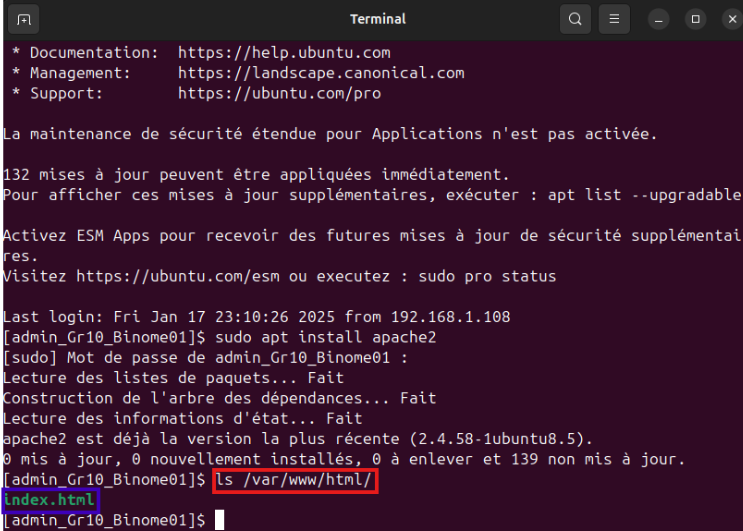 Terminal
* Documentation:  https://help.ubuntu.com
* Management:     https://landscape.canonical.com
* Support:        https://ubuntu.com/pro
La maintenance de sécurité étendue pour Applications n'est pas activée.
132 mises à jour peuvent être appliquées immédiatement.
Pour afficher ces mises à jour supplémentaires, exécuter : apt list --upgradable
Activez ESM Apps pour recevoir des futures mises à jour de sécurité supplémentai
res.
Visitez https://ubuntu.com/esm ou executez : sudo pro status
Last login: Fri Jan 17 23:10:26 2025 from 192.168.1.108
[admin_Gr10_Binome01]$ sudo apt install apache2
[sudo] Mot de passe de admin_Gr10_Binome01 :
Lecture des listes de paquets... Fait
Construction de l'arbre des dépendances... Fait
Lecture des informations d'état... Fait
apache2 est déjà la version la plus récente (2.4.58-1ubuntu8.5).
0 mis à jour, 0 nouvellement installés, 0 à enlever et 139 non mis à jour.
[admin_Gr10_Binome01]$ ls /var/www/html/
index.html
[admin_Gr10_Binome01]$